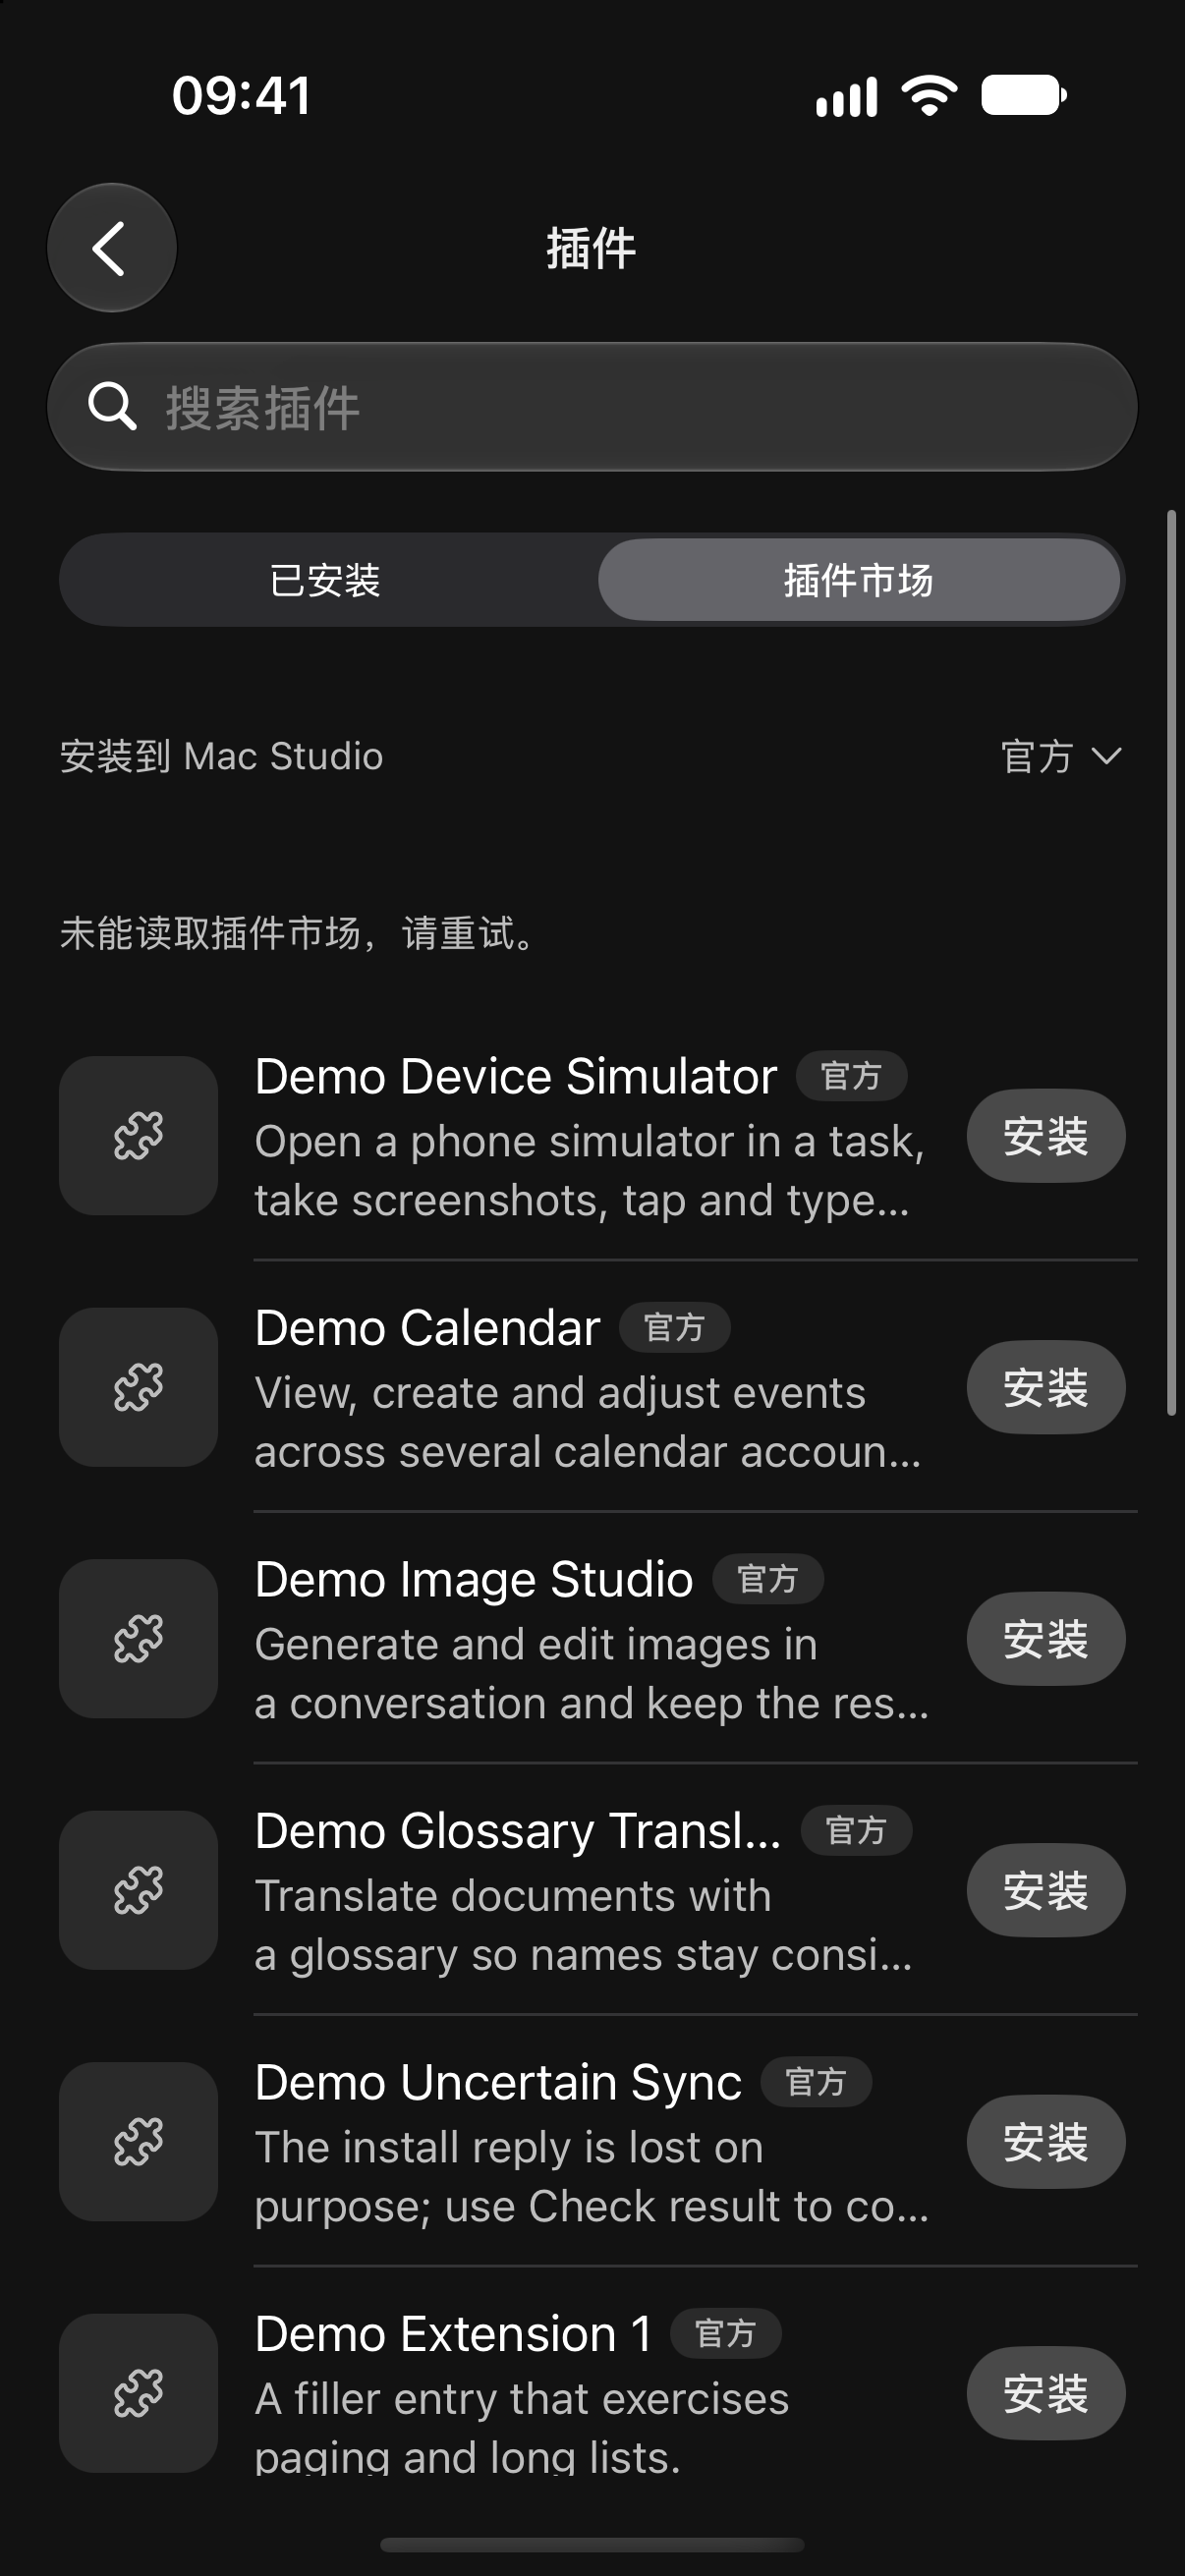 09:41
插件
搜索插件
已安装
插件市场
安装到 Mac Studio
官方
未能读取插件市场，请重试。
Demo Device Simulator 官方
Open a phone simulator in a task,
take screenshots, tap and type...
安装
Demo Calendar 官方
View, create and adjust events
across several calendar accoun...
安装
Demo Image Studio 官方
Generate and edit images in
a conversation and keep the res...
安装
Demo Glossary Transl... 官方
Translate documents with
a glossary so names stay consi...
安装
Demo Uncertain Sync 官方
The install reply is lost on
purpose; use Check result to co...
安装
Demo Extension 1 官方
A filler entry that exercises
paging and long lists.
安装